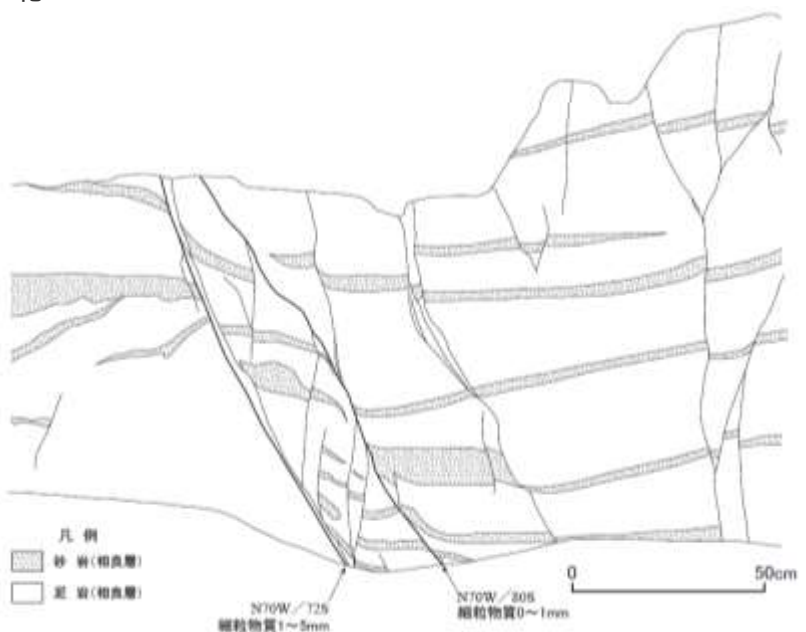 凡 例
砂 岩(相良層)
泥 岩(相良層)
N70W/72S
細粒物質1~5mm
N70W/80S
細粒物質0~1mm
0 50cm